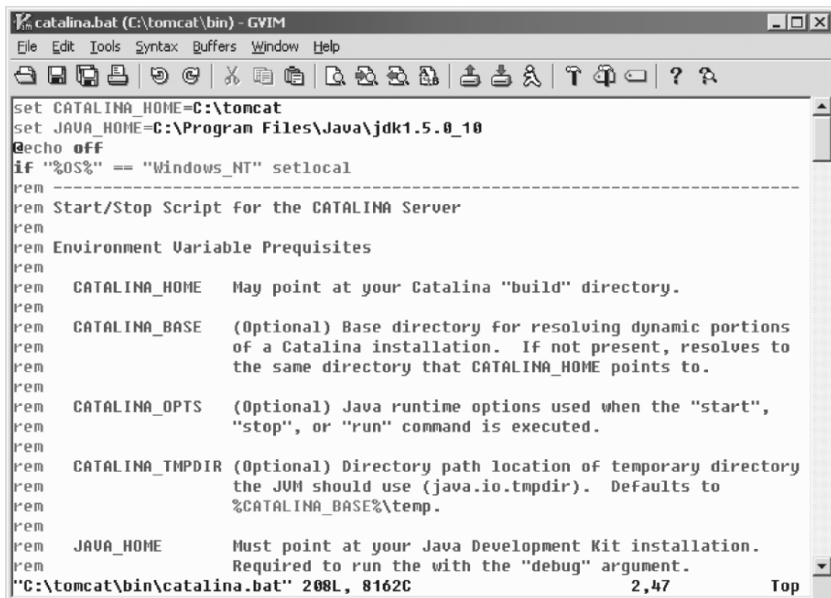 catalina.bat (C:\tomcat\bin) - GVIM
File Edit Tools Syntax Buffers Window Help
set CATALINA_HOME=C:\tomcat
set JAVA_HOME=C:\Program Files\Java\jdk1.5.0_10
@echo off
if "%OS%" == "Windows_NT" setlocal
rem ---------------------------------------------------------------------------
rem Start/Stop Script for the CATALINA Server
rem
rem Environment Variable Prequisites
rem
rem   CATALINA_HOME   May point at your Catalina "build" directory.
rem
rem   CATALINA_BASE   (Optional) Base directory for resolving dynamic portions
rem                   of a Catalina installation.  If not present, resolves to
rem                   the same directory that CATALINA_HOME points to.
rem
rem   CATALINA_OPTS   (Optional) Java runtime options used when the "start",
rem                   "stop", or "run" command is executed.
rem
rem   CATALINA_TMPDIR (Optional) Directory path location of temporary directory
rem                   the JVM should use (java.io.tmpdir).  Defaults to
rem                   %CATALINA_BASE%\temp.
rem
rem   JAVA_HOME       Must point at your Java Development Kit installation.
rem                   Required to run the with the "debug" argument.
"C:\tomcat\bin\catalina.bat" 208L, 8162C 2,47 Top